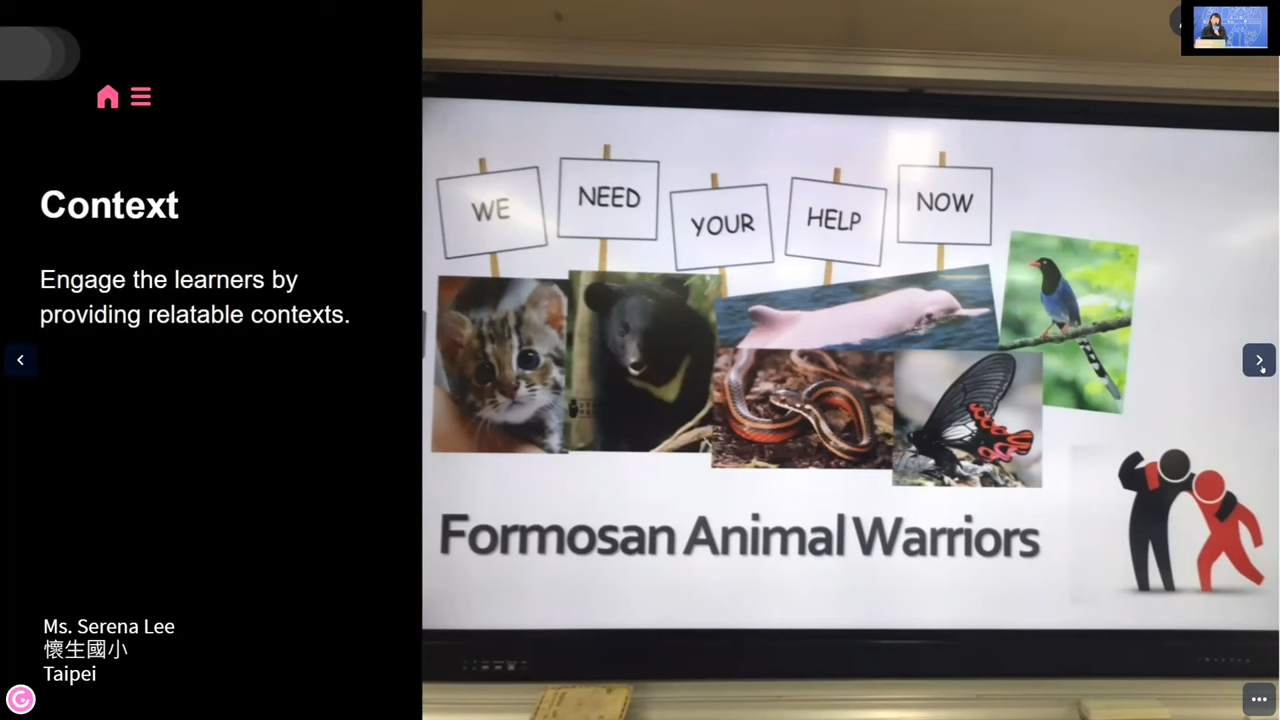 Context
Engage the learners by
providing relatable contexts.
WE
NEED
YOUR
HELP
NOW
Formosan Animal Warriors
Ms. Serena Lee
懷生國小
Taipei